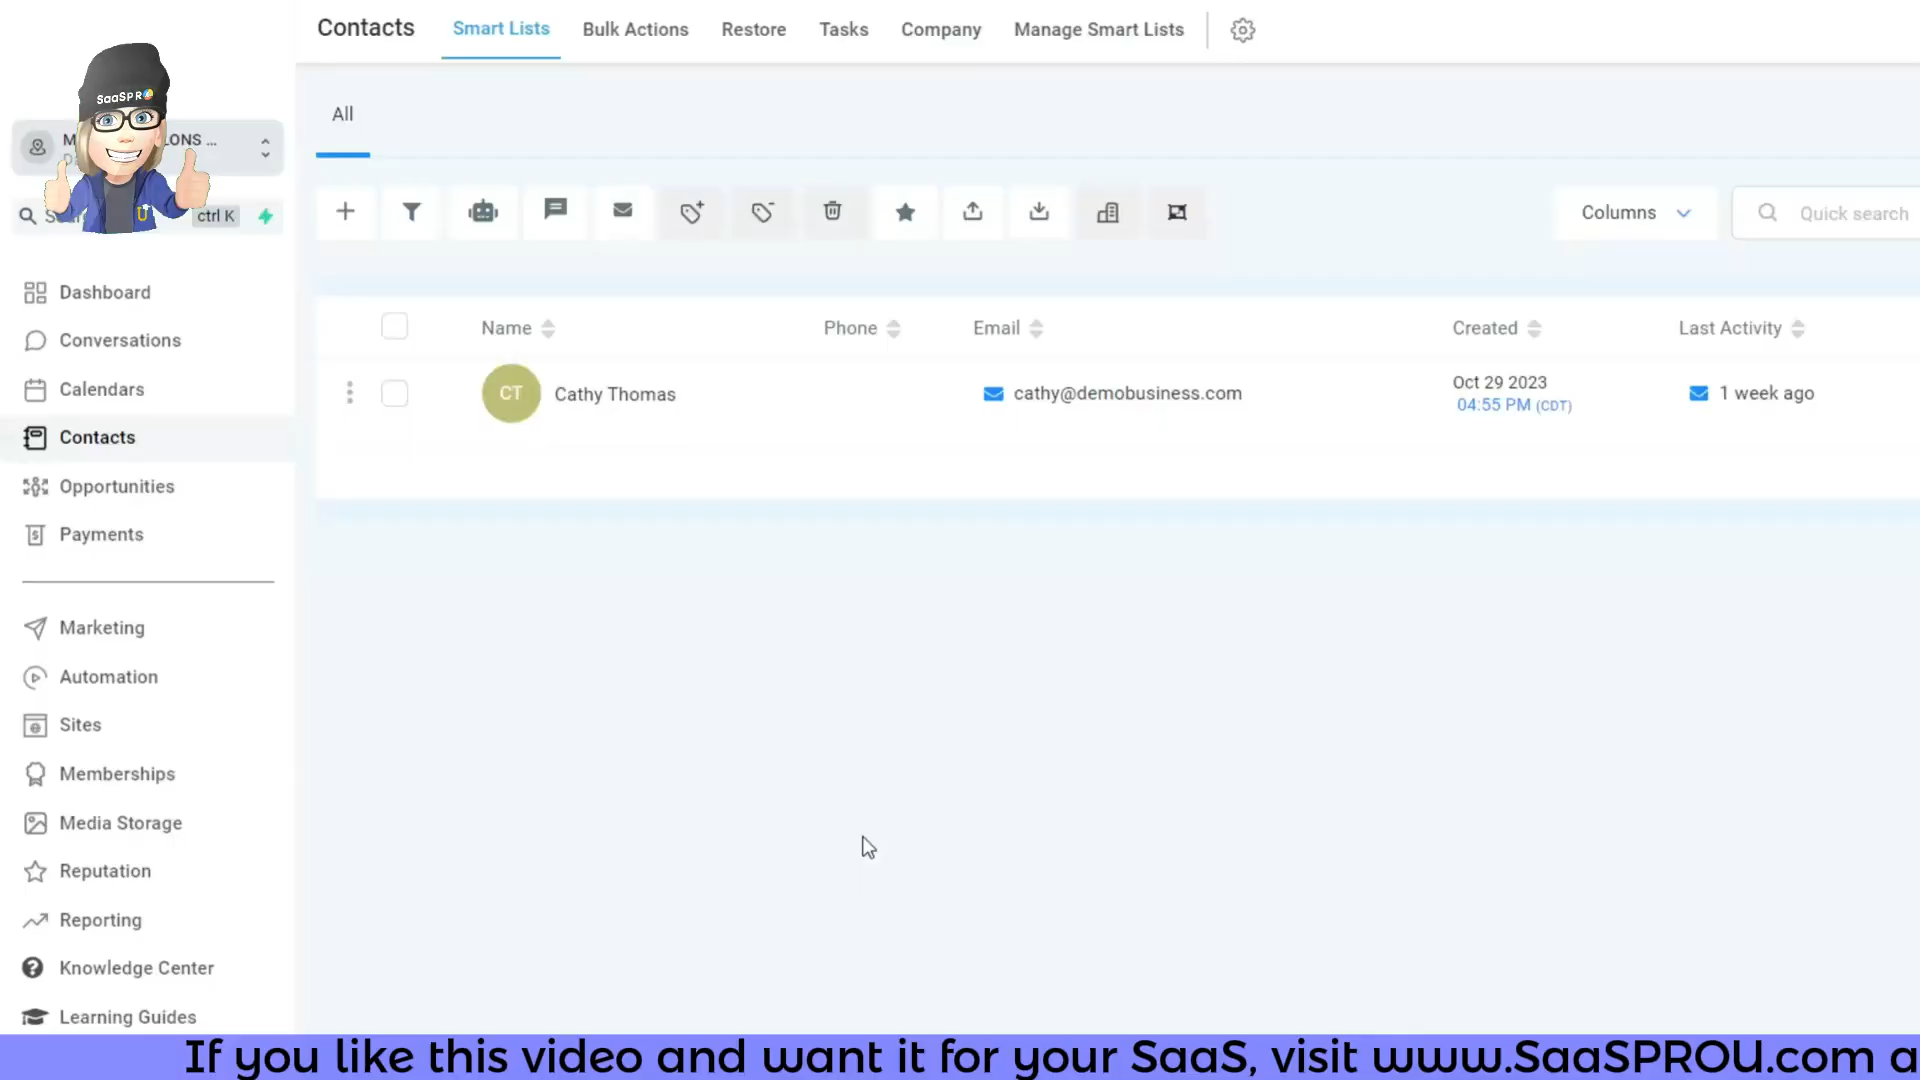 Contacts
Smart Lists
Bulk Actions
Restore
Tasks
Company
Manage Smart Lists
SaaSPRO
LONS ...
ctrl K
U
All
Columns
Quick search
Dashboard
Conversations
Calendars
Contacts
Opportunities
Payments
Marketing
Automation
Sites
Memberships
Media Storage
Reputation
Reporting
Knowledge Center
Learning Guides
Name
Phone
Email
Created
Last Activity
CT
Cathy Thomas
cathy@demobusiness.com
Oct 29 2023
04:55 PM (CDT)
1 week ago
If you like this video and want it for your SaaS, visit www.SaaSPROU.com a